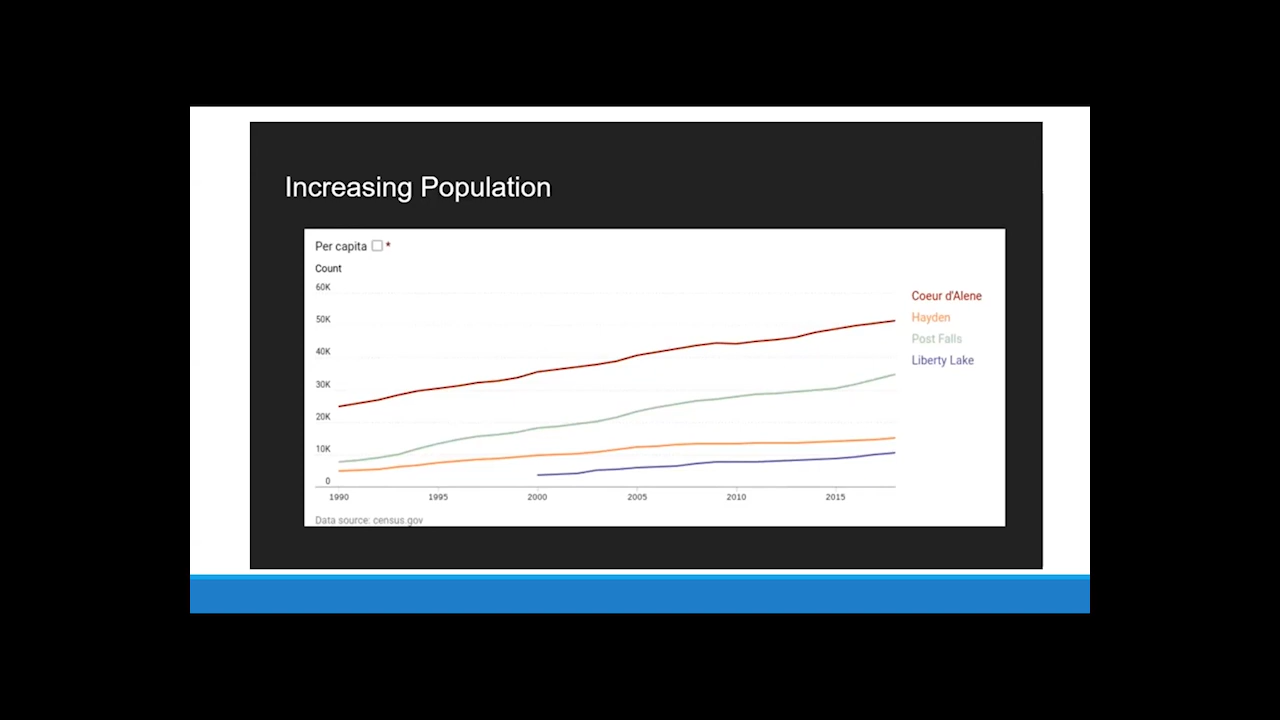 Increasing Population
Per capita *
Count
60K
50K
40K
30K
20K
10K
0
1990 1995 2000 2005 2010 2015
Coeur d'Alene
Hayden
Post Falls
Liberty Lake
Data source: census.gov